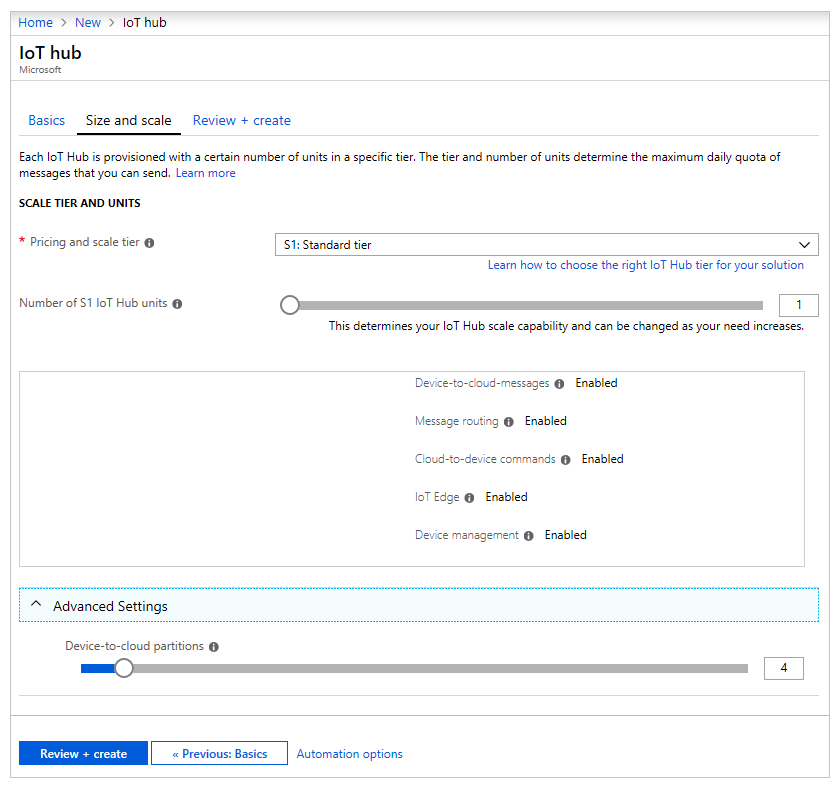 Home > New > IoT hub
IoT hub
Microsoft
Basics Size and scale Review + create
Each IoT Hub is provisioned with a certain number of units in a specific tier. The tier and number of units determine the maximum daily quota of
messages that you can send. Learn more
SCALE TIER AND UNITS
* Pricing and scale tier S1: Standard tier
Learn how to choose the right IoT Hub tier for your solution
Number of S1 IoT Hub units 1
This determines your IoT Hub scale capability and can be changed as your need increases.
Device-to-cloud-messages Enabled
Message routing Enabled
Cloud-to-device commands Enabled
IoT Edge Enabled
Device management Enabled
Advanced Settings
Device-to-cloud partitions
4
Review + create « Previous: Basics Automation options